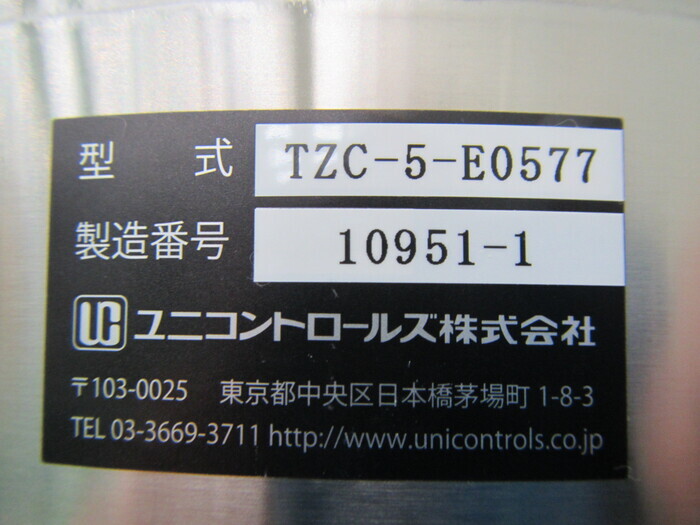 型 式 TZC-5-E0577
製造番号 10951-1
UC ユニコントロールズ株式会社
〒103-0025 東京都中央区日本橋茅場町 1-8-3
TEL 03-3669-3711 http://www.unicontrols.co.jp